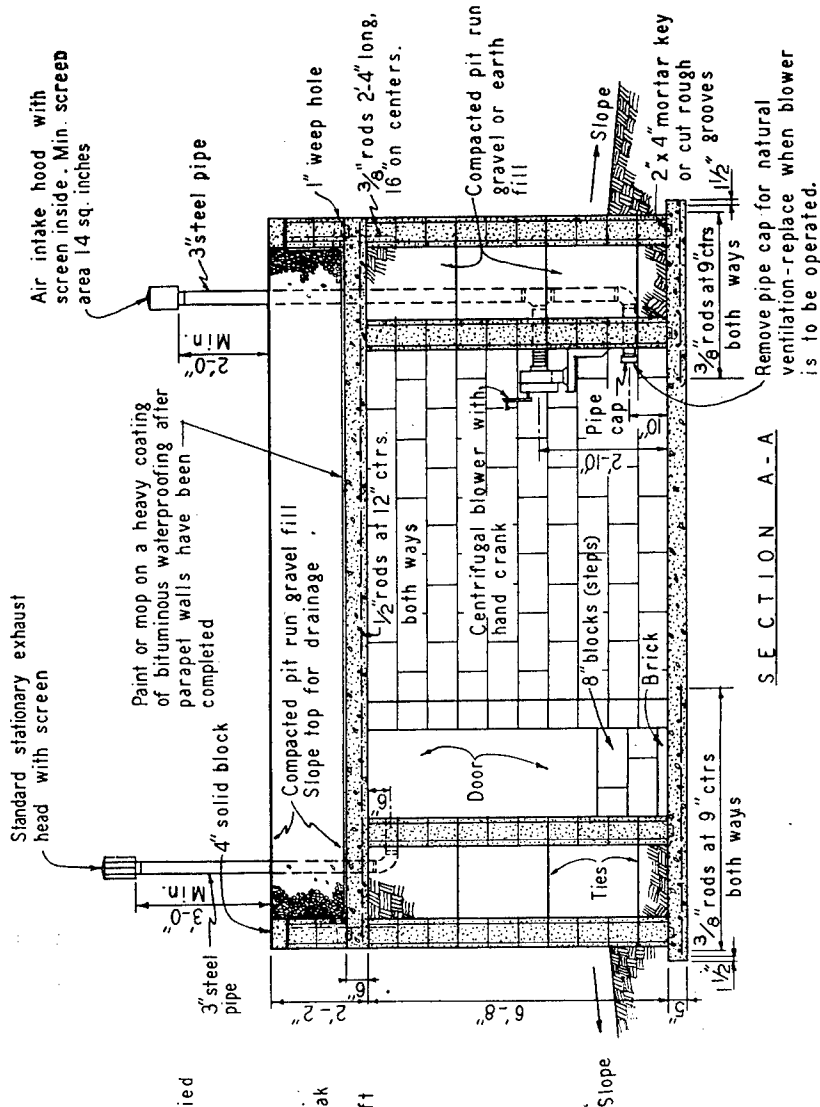 Air intake hood with
screen inside. Min. screen
area 14 sq. inches
3" steel pipe
2'-0"
Min.
1" weep hole
3/8" rods 2'-4" long,
16 on centers.
Compacted pit run
gravel or earth
fill
Slope
2" x 4" mortar key
or cut rough
grooves
1 1/2"
3/8" rods at 9" ctrs
both ways
Remove pipe cap for natural
ventilation-replace when blower
is to be operated.
Paint or mop on a heavy coating
of bituminous waterproofing after
parapet walls have been
completed
Standard stationary exhaust
head with screen
3'-0"
Min.
3" steel
pipe
4" solid block
Compacted pit run gravel fill
Slope top for drainage .
1/2" rods at 12" ctrs.
both ways
Centrifugal blower with
hand crank
Pipe
cap
10"
2'-10"
8" blocks (steps)
Brick
Door
6"
Ties
3/8" rods at 9" ctrs
both ways
1 1/2"
6"
2'-2"
6'-8"
5"
Slope
SECTION A-A
ied
ak
ft
Slope